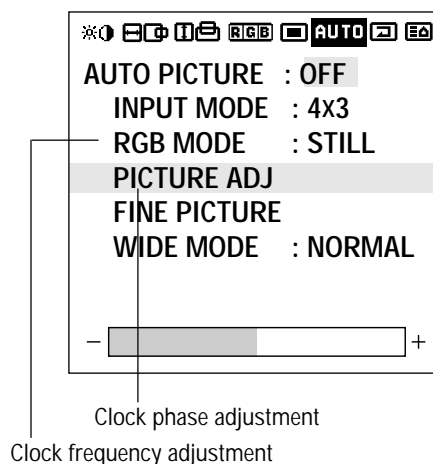 RGB AUTO
AUTO PICTURE : OFF
INPUT MODE : 4X3
RGB MODE : STILL
PICTURE ADJ
FINE PICTURE
WIDE MODE : NORMAL
− +
Clock phase adjustment
Clock frequency adjustment